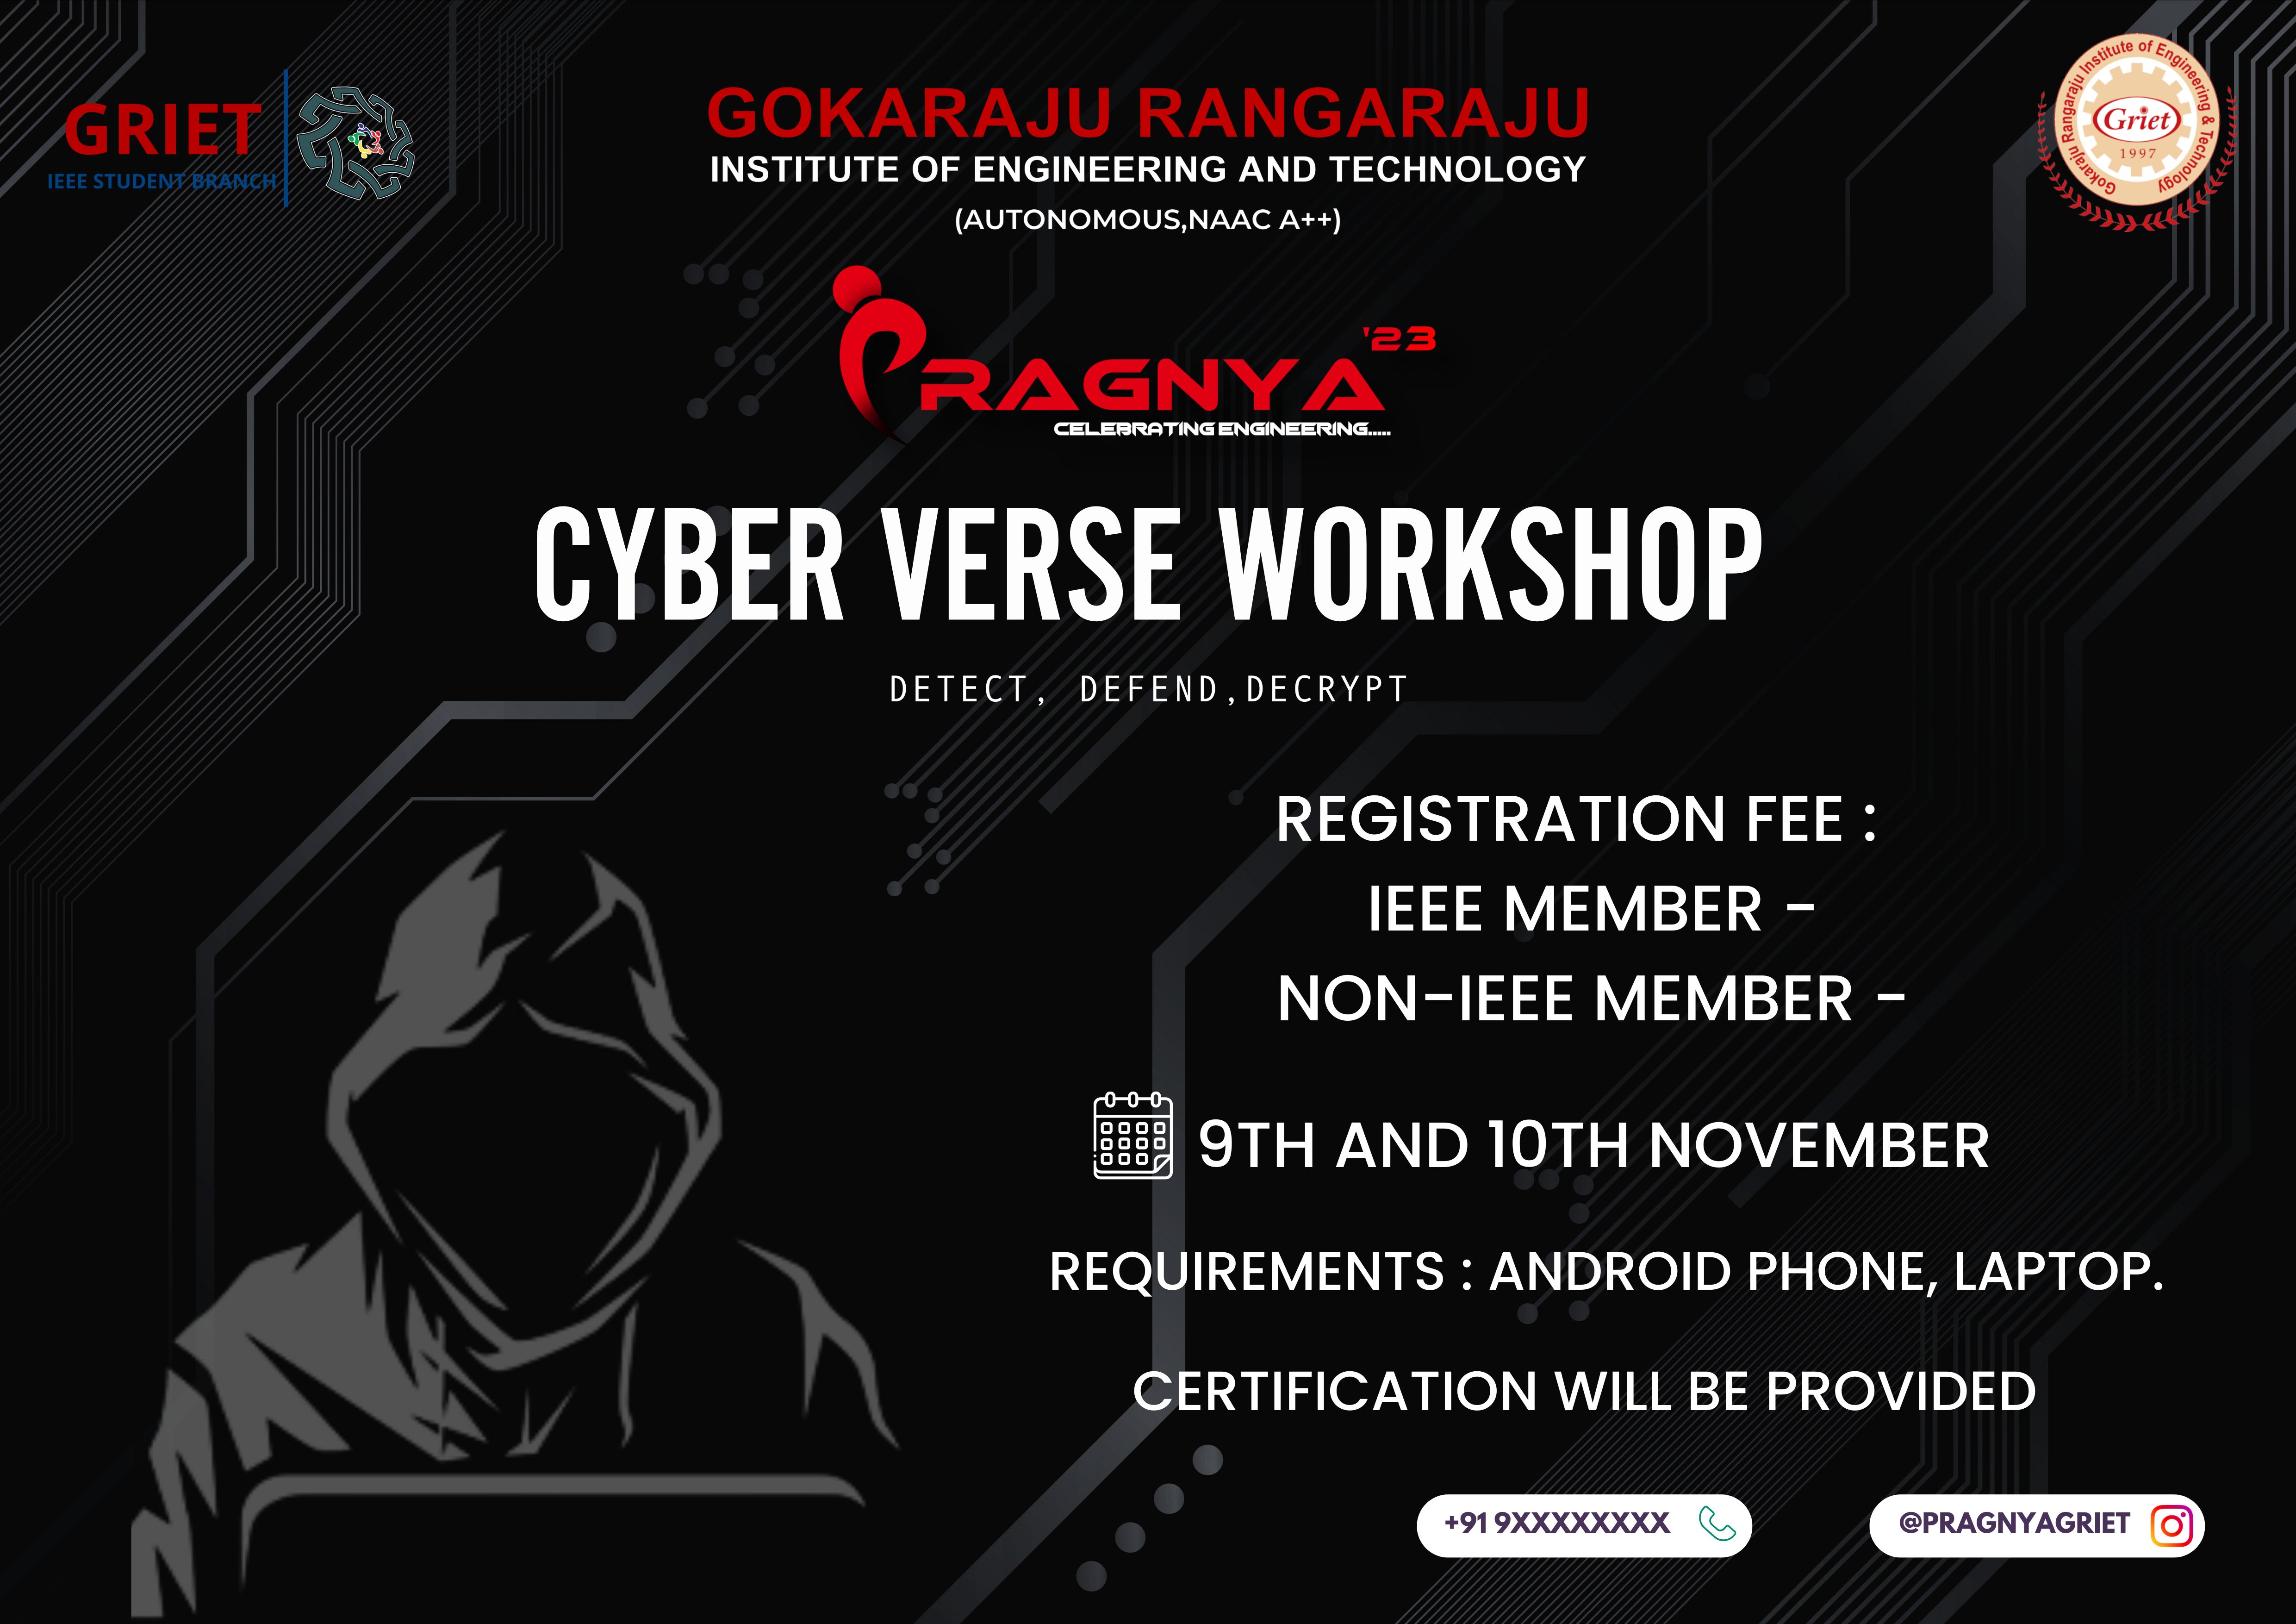 GRIET
IEEE STUDENT BRANCH
GOKARAJU RANGARAJU
INSTITUTE OF ENGINEERING AND TECHNOLOGY
(AUTONOMOUS,NAAC A++)
Gokaraju Rangaraju Institute of Engineering & Technology
Griet
1997
PRAGNYA '23
CELEBRATING ENGINEERING.....
CYBER VERSE WORKSHOP
DETECT, DEFEND,DECRYPT
REGISTRATION FEE :
IEEE MEMBER -
NON-IEEE MEMBER -
9TH AND 10TH NOVEMBER
REQUIREMENTS : ANDROID PHONE, LAPTOP.
CERTIFICATION WILL BE PROVIDED
+91 9XXXXXXXXX
@PRAGNYAGRIET